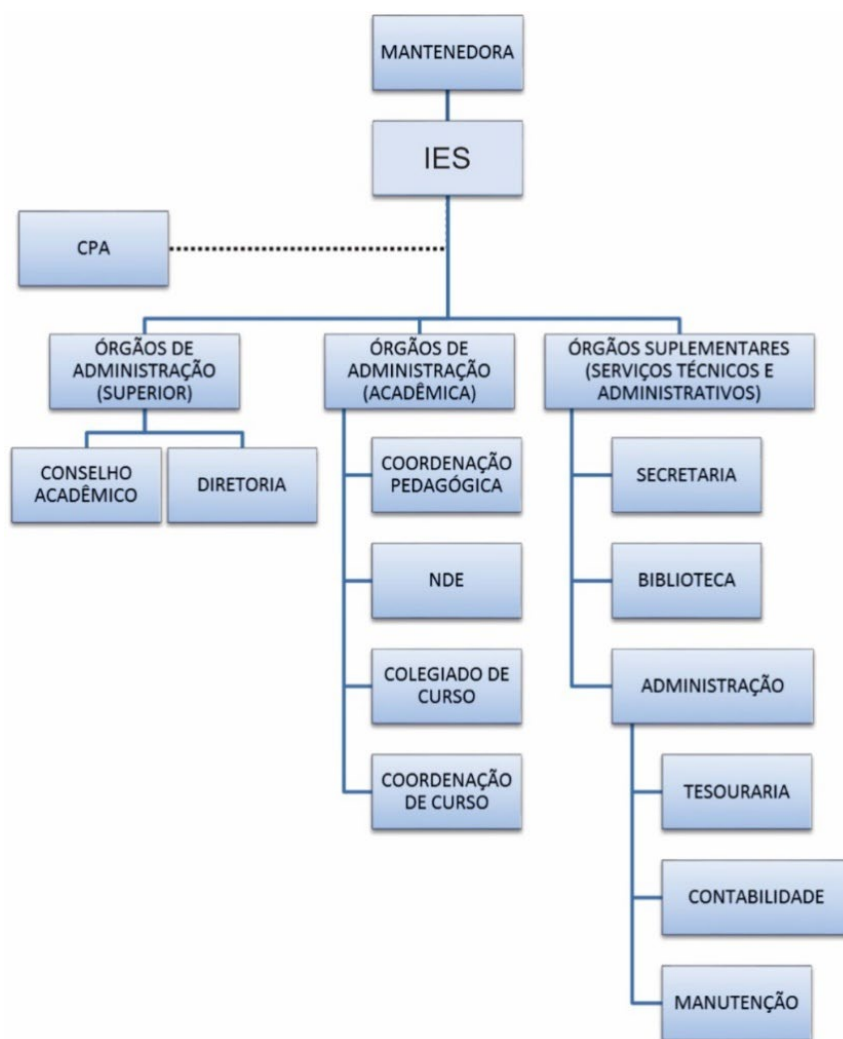 MANTENEDORA
IES
CPA
ÓRGÃOS DE
ADMINISTRAÇÃO
(SUPERIOR)
CONSELHO
ACADÊMICO
DIRETORIA
ÓRGÃOS DE
ADMINISTRAÇÃO
(ACADÊMICA)
COORDENAÇÃO
PEDAGÓGICA
NDE
COLEGIADO DE
CURSO
COORDENAÇÃO
DE CURSO
ÓRGÃOS SUPLEMENTARES
(SERVIÇOS TÉCNICOS E
ADMINISTRATIVOS)
SECRETARIA
BIBLIOTECA
ADMINISTRAÇÃO
TESOURARIA
CONTABILIDADE
MANUTENÇÃO